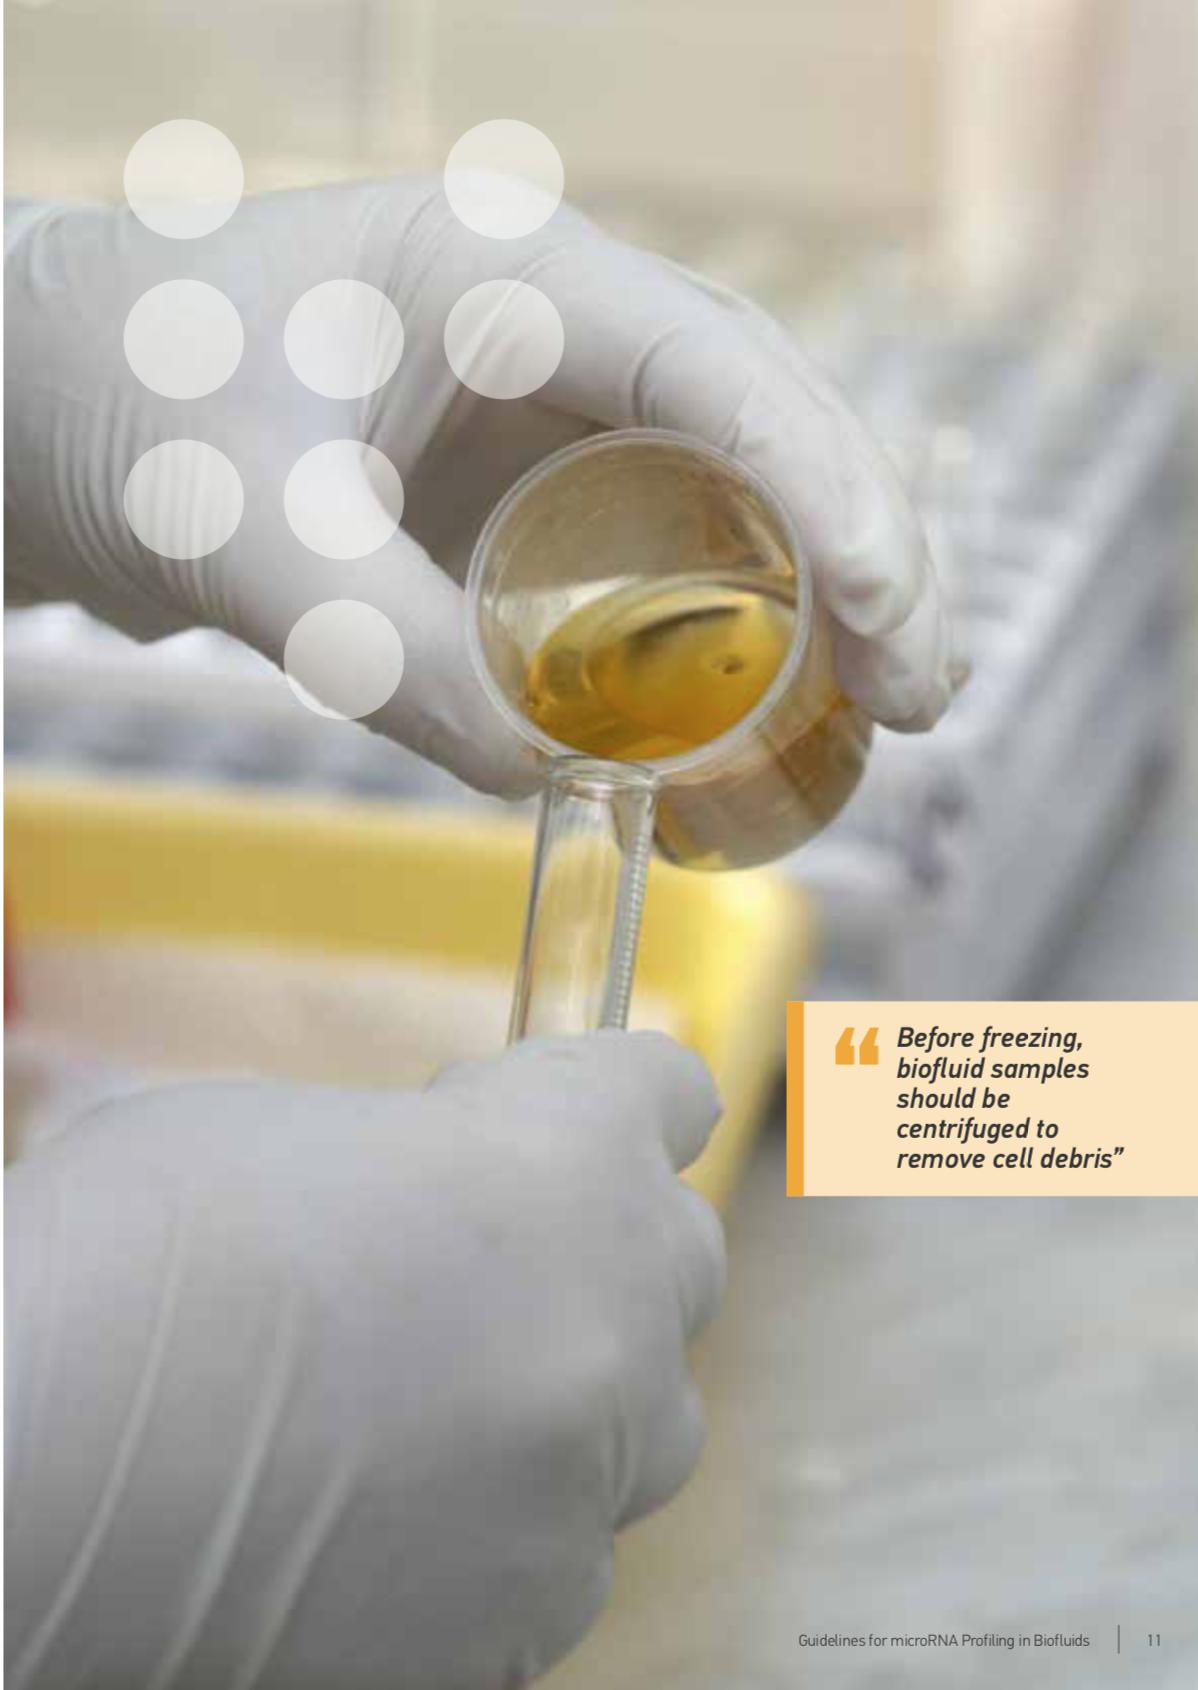 “ Before freezing,
biofluid samples
should be
centrifuged to
remove cell debris”
Guidelines for microRNA Profiling in Biofluids | 11